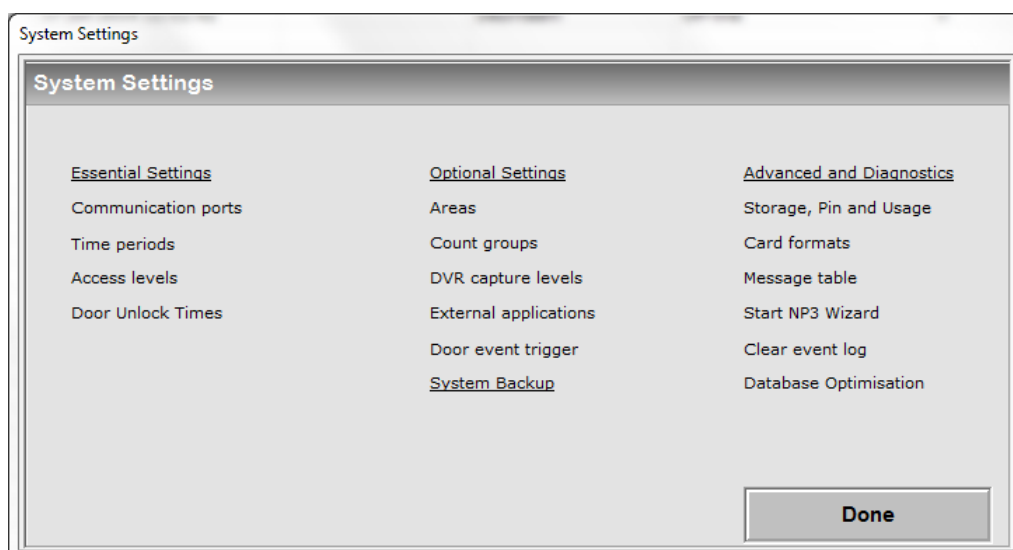 System Settings
System Settings
Essential Settings
Communication ports
Time periods
Access levels
Door Unlock Times
Optional Settings
Areas
Count groups
DVR capture levels
External applications
Door event trigger
System Backup
Advanced and Diagnostics
Storage, Pin and Usage
Card formats
Message table
Start NP3 Wizard
Clear event log
Database Optimisation
Done